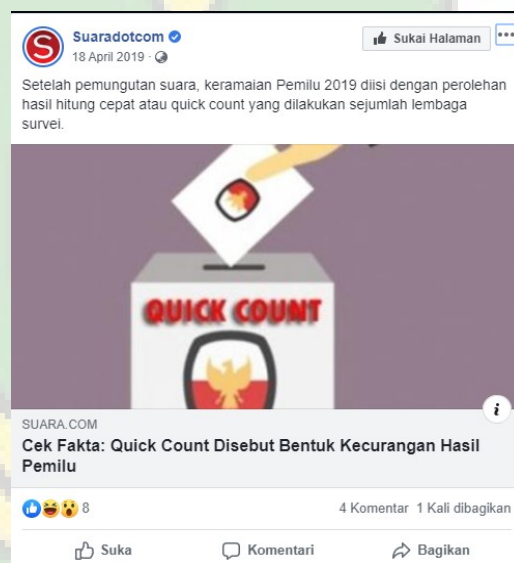 Suaradotcom
Sukai Halaman
18 April 2019 ·
Setelah pemungutan suara, keramaian Pemilu 2019 diisi dengan perolehan
hasil hitung cepat atau quick count yang dilakukan sejumlah lembaga
survei.
QUICK COUNT
SUARA.COM
Cek Fakta: Quick Count Disebut Bentuk Kecurangan Hasil
Pemilu
8
4 Komentar 1 Kali dibagikan
Suka
Komentari
Bagikan